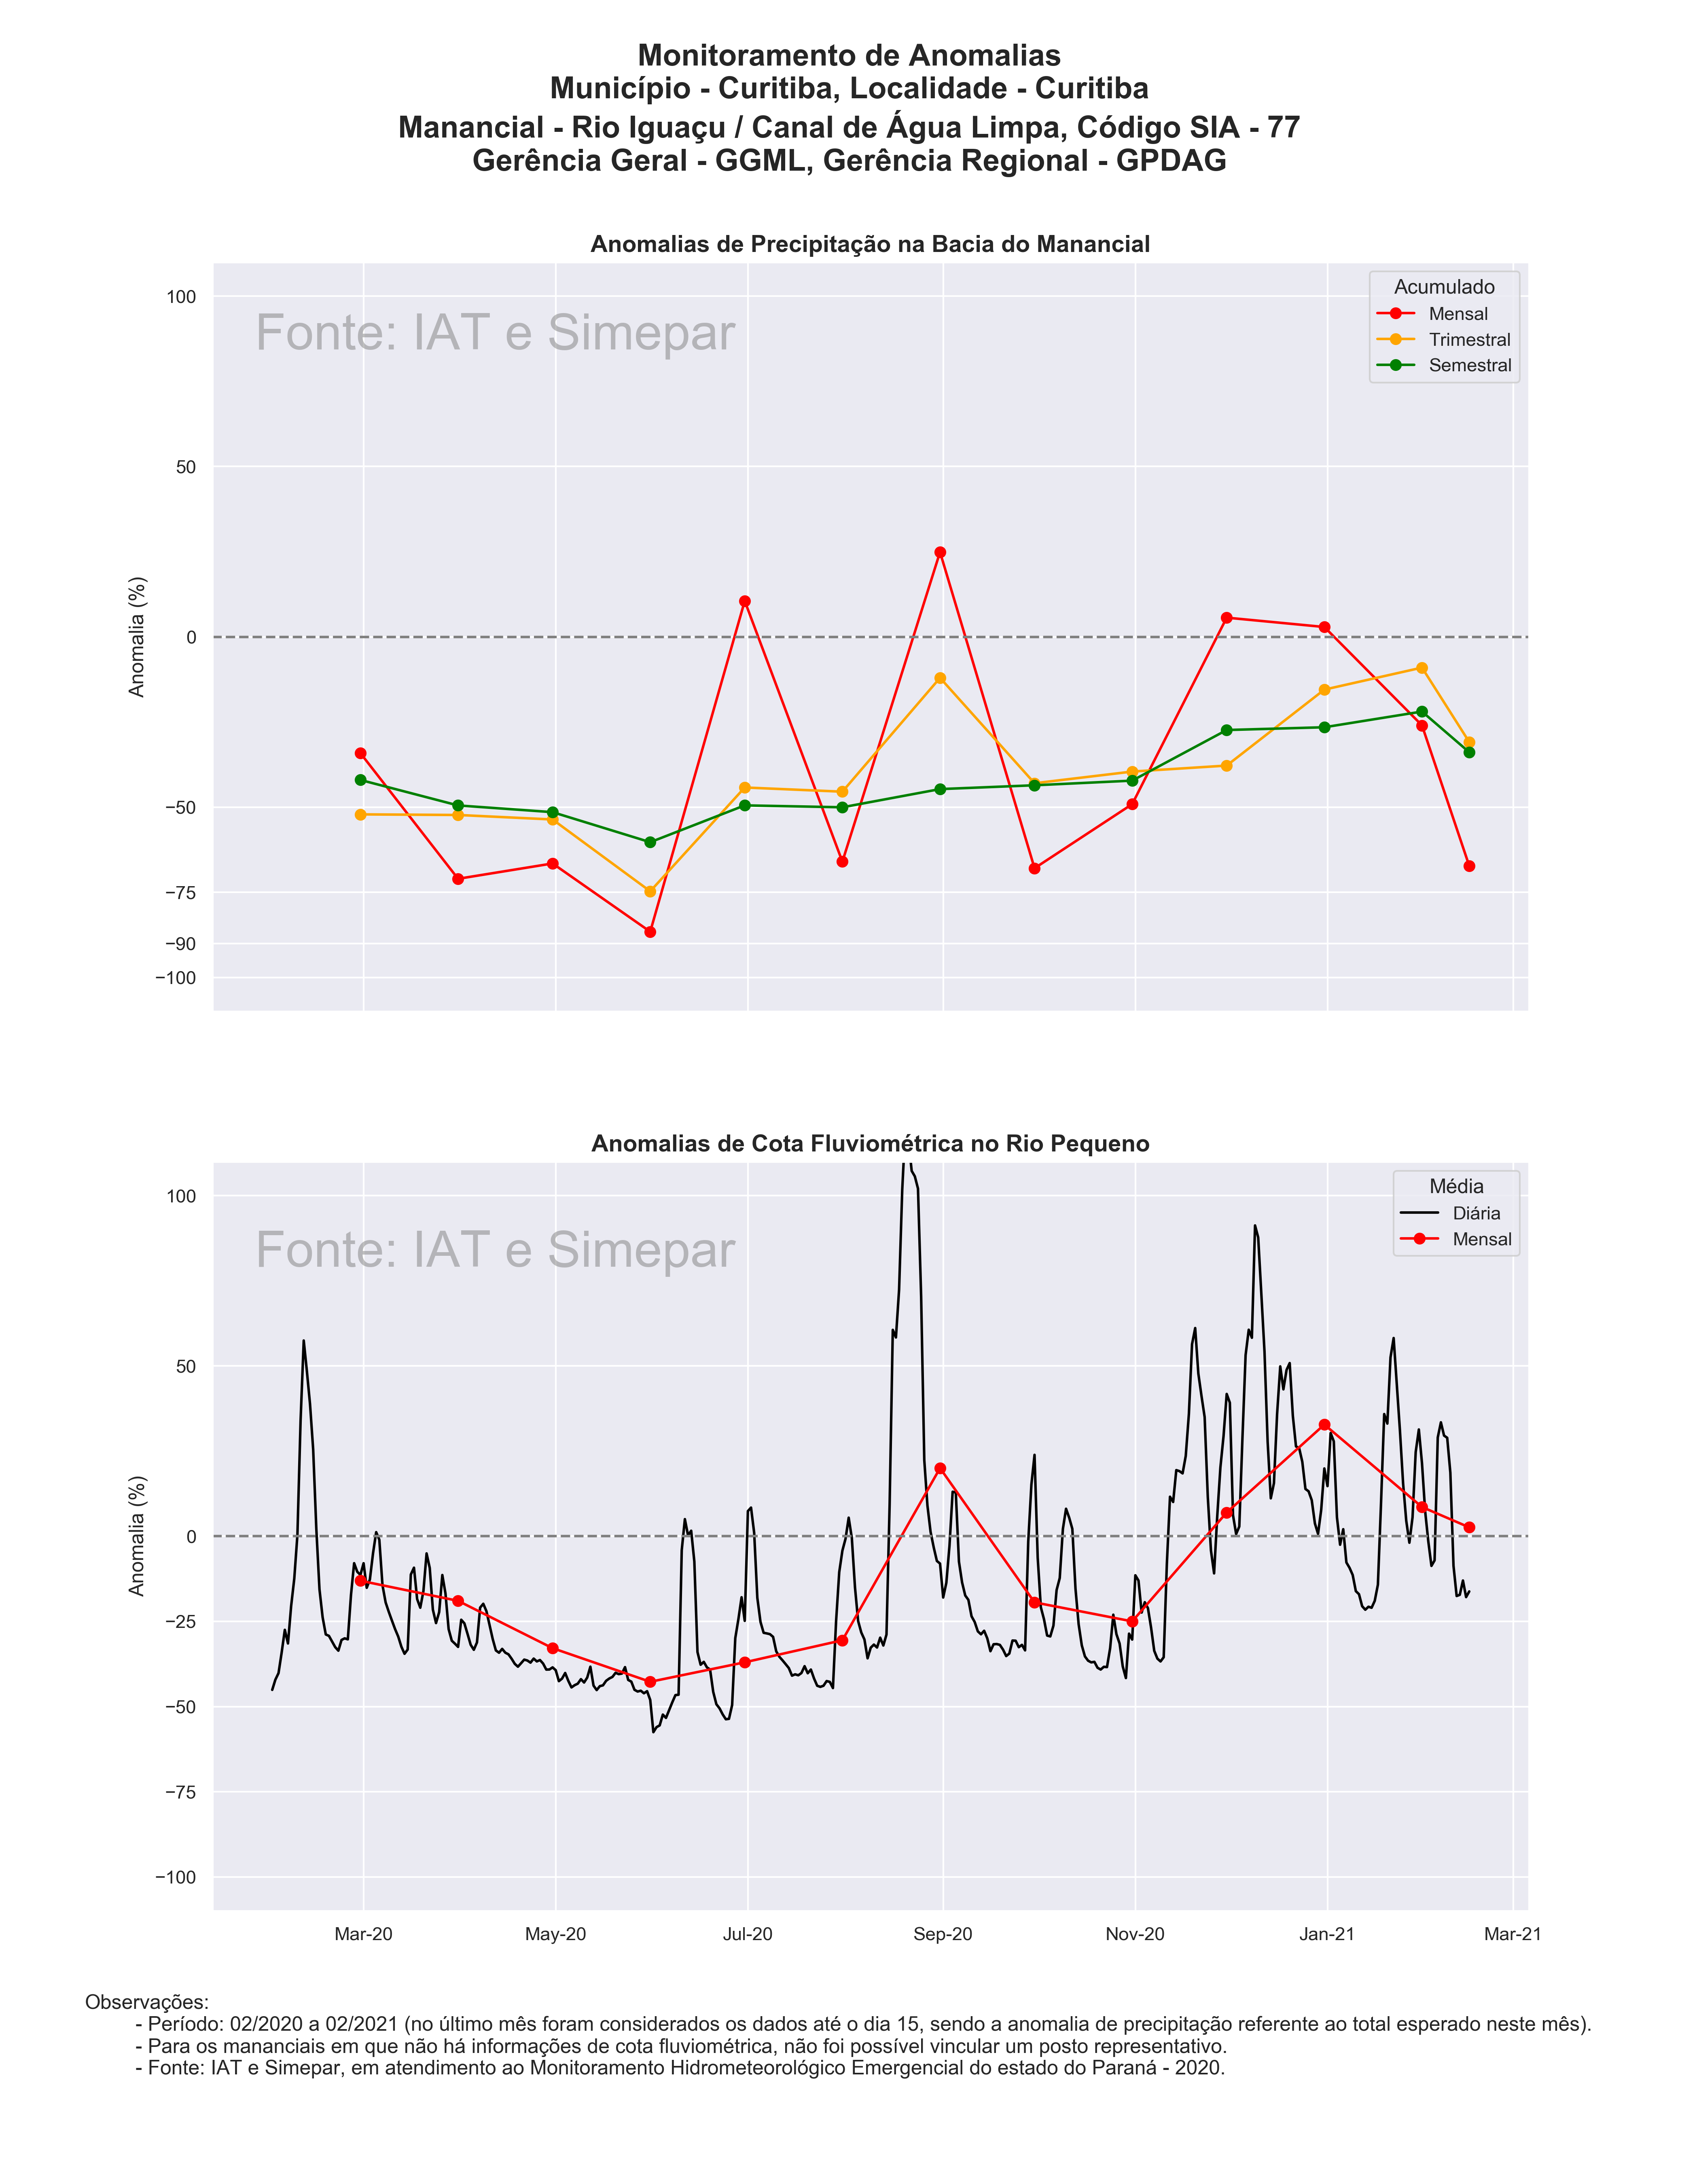 Monitoramento de Anomalias
Município - Curitiba, Localidade - Curitiba
Manancial - Rio Iguaçu / Canal de Água Limpa, Código SIA - 77
Gerência Geral - GGML, Gerência Regional - GPDAG
Anomalias de Precipitação na Bacia do Manancial
Fonte: IAT e Simepar
Acumulado
Mensal
Trimestral
Semestral
Anomalia (%)
100
50
0
−50
−75
−90
−100
Anomalias de Cota Fluviométrica no Rio Pequeno
Fonte: IAT e Simepar
Média
Diária
Mensal
Anomalia (%)
100
50
0
−25
−50
−75
−100
Mar-20 May-20 Jul-20 Sep-20 Nov-20 Jan-21 Mar-21
Observações:
- Período: 02/2020 a 02/2021 (no último mês foram considerados os dados até o dia 15, sendo a anomalia de precipitação referente ao total esperado neste mês).
- Para os mananciais em que não há informações de cota fluviométrica, não foi possível vincular um posto representativo.
- Fonte: IAT e Simepar, em atendimento ao Monitoramento Hidrometeorológico Emergencial do estado do Paraná - 2020.